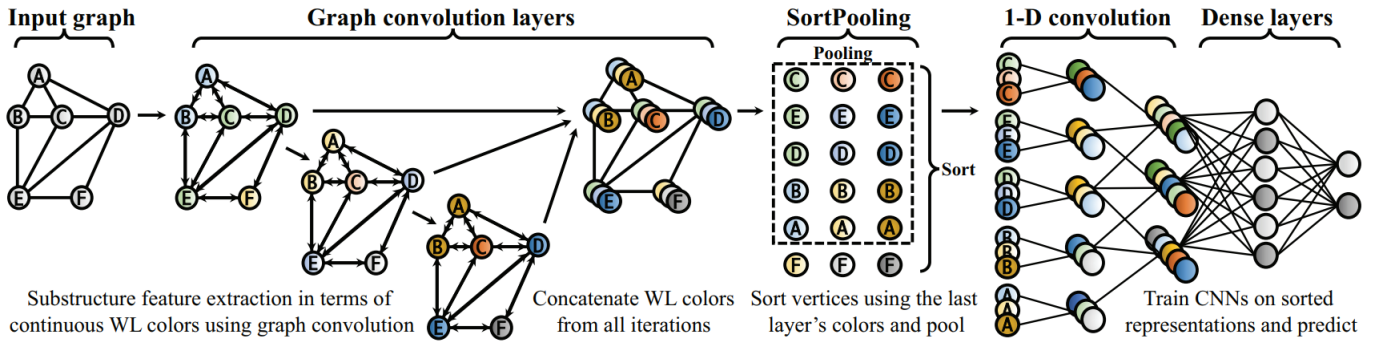 Input graph
Graph convolution layers
SortPooling
1-D convolution
Dense layers
Pooling
A
B C D
E F
A
B C D
E F
A
B C D
E F
A
B C D
E F
A
B C D
E F
C C C
E E E
D D D
B B B
A A A
F F F
Sort
C
C
C
E
E
E
D
D
D
B
B
B
A
A
A
Substructure feature extraction in terms of
continuous WL colors using graph convolution
Concatenate WL colors
from all iterations
Sort vertices using the last
layer's colors and pool
Train CNNs on sorted
representations and predict